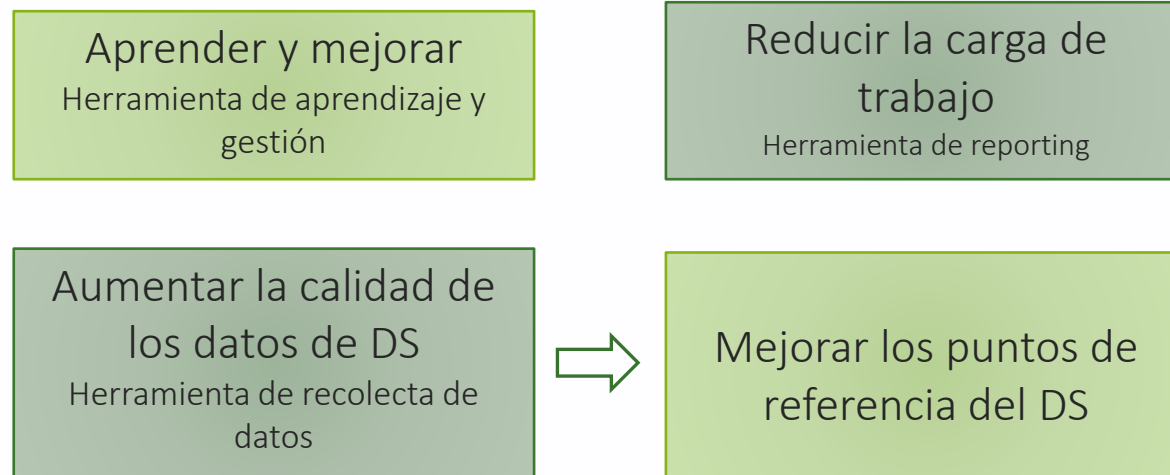 Aprender y mejorar
Herramienta de aprendizaje y
gestión
Reducir la carga de
trabajo
Herramienta de reporting
Aumentar la calidad de
los datos de DS
Herramienta de recolecta de
datos
Mejorar los puntos de
referencia del DS